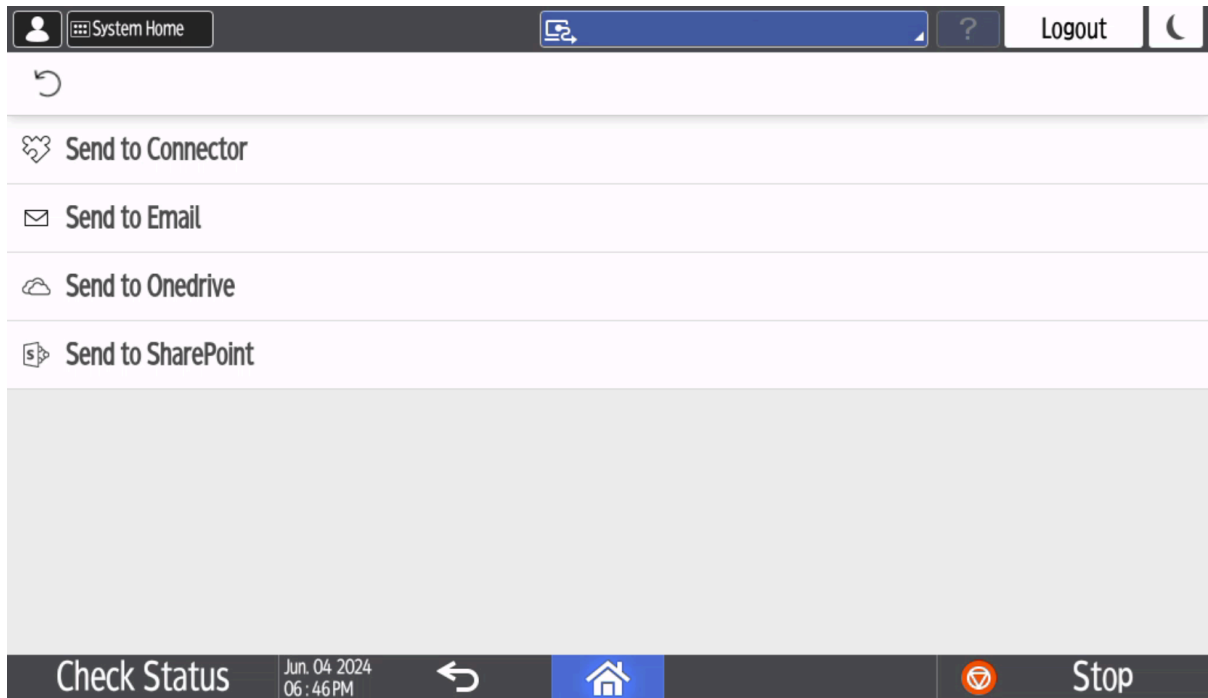 System Home
?
Logout
Send to Connector
Send to Email
Send to Onedrive
S
Send to SharePoint
Check Status
Jun. 04 2024
06 : 46 PM
Stop